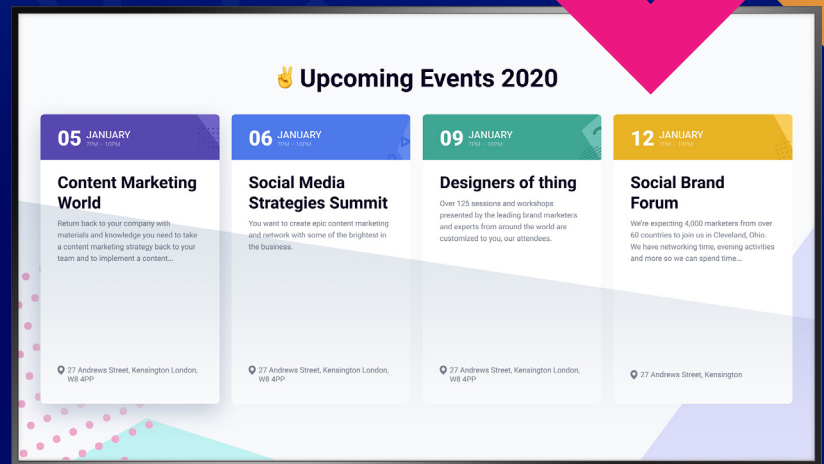 ✌Upcoming Events 2020
05 JANUARY
7PM - 10PM
Content Marketing
World
Return back to your company with
materials and knowledge you need to take
a content marketing strategy back to your
team and to implement a content...
27 Andrews Street, Kensington London,
W8 4PP
06 JANUARY
7PM - 10PM
Social Media
Strategies Summit
You want to create epic content marketing
and network with some of the brightest in
the business.
27 Andrews Street, Kensington London,
W8 4PP
09 JANUARY
7PM - 10PM
Designers of thing
Over 125 sessions and workshops
presented by the leading brand marketers
and experts from around the world are
customized to you, our attendees.
27 Andrews Street, Kensington London,
W8 4PP
12 JANUARY
7PM - 10PM
Social Brand
Forum
We're expecting 4,000 marketers from over
60 countries to join us in Cleveland, Ohio.
We have networking time, evening activities
and more so we can spend time...
27 Andrews Street, Kensington